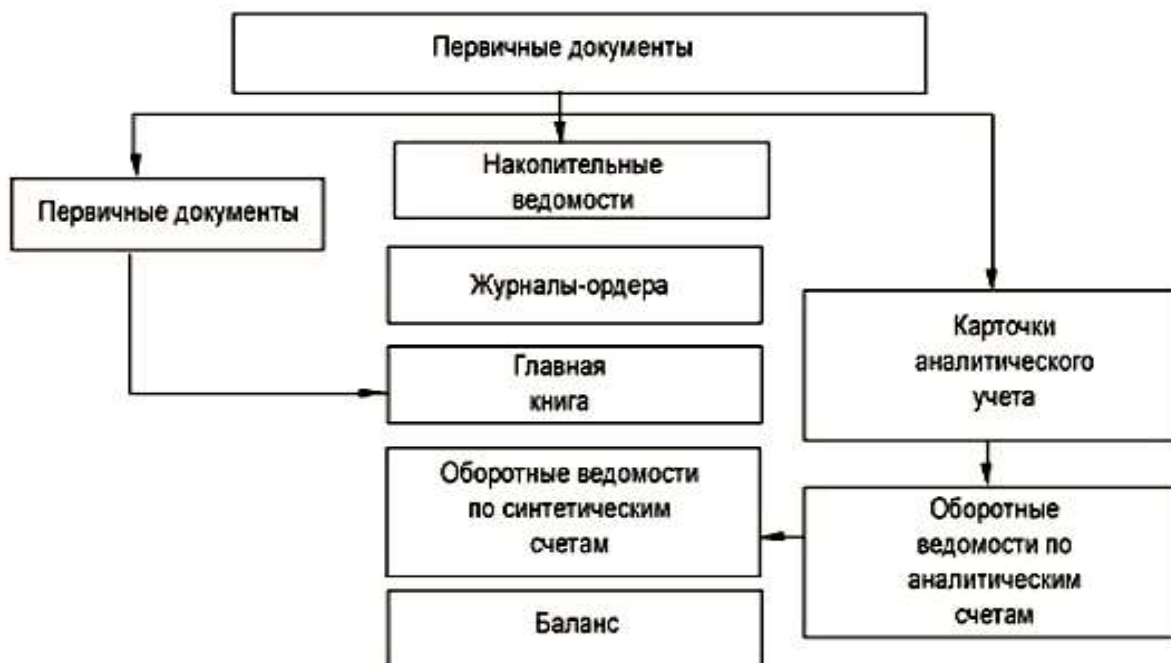 Первичные документы
Накопительные
ведомости
Первичные документы
Журналы-ордера
Карточки
аналитического
учета
Главная
книга
Оборотные ведомости
по синтетическим
счетам
Оборотные
ведомости по
аналитическим
счетам
Баланс